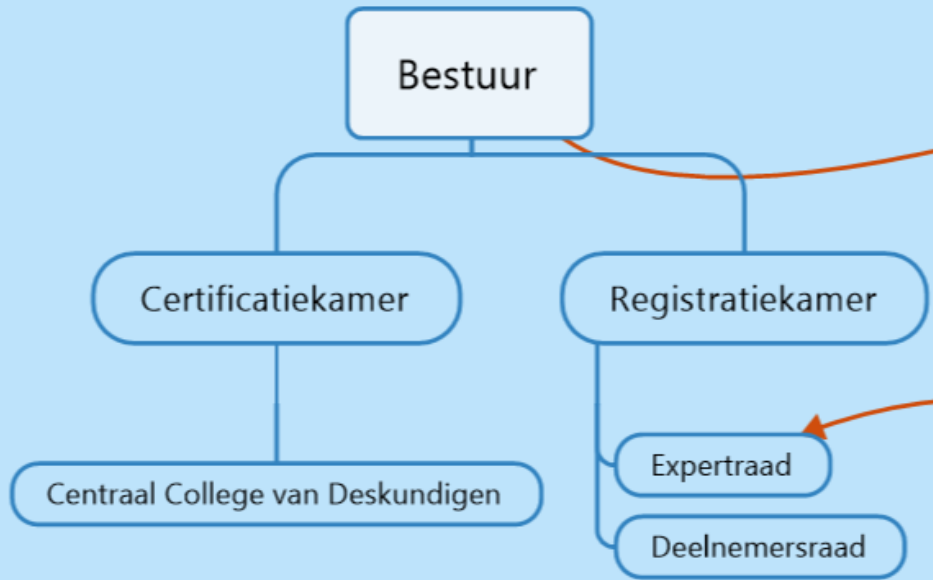 Bestuur
Certificatiekamer
Registratiekamer
Expertraad
Centraal College van Deskundigen
Deelnemersraad